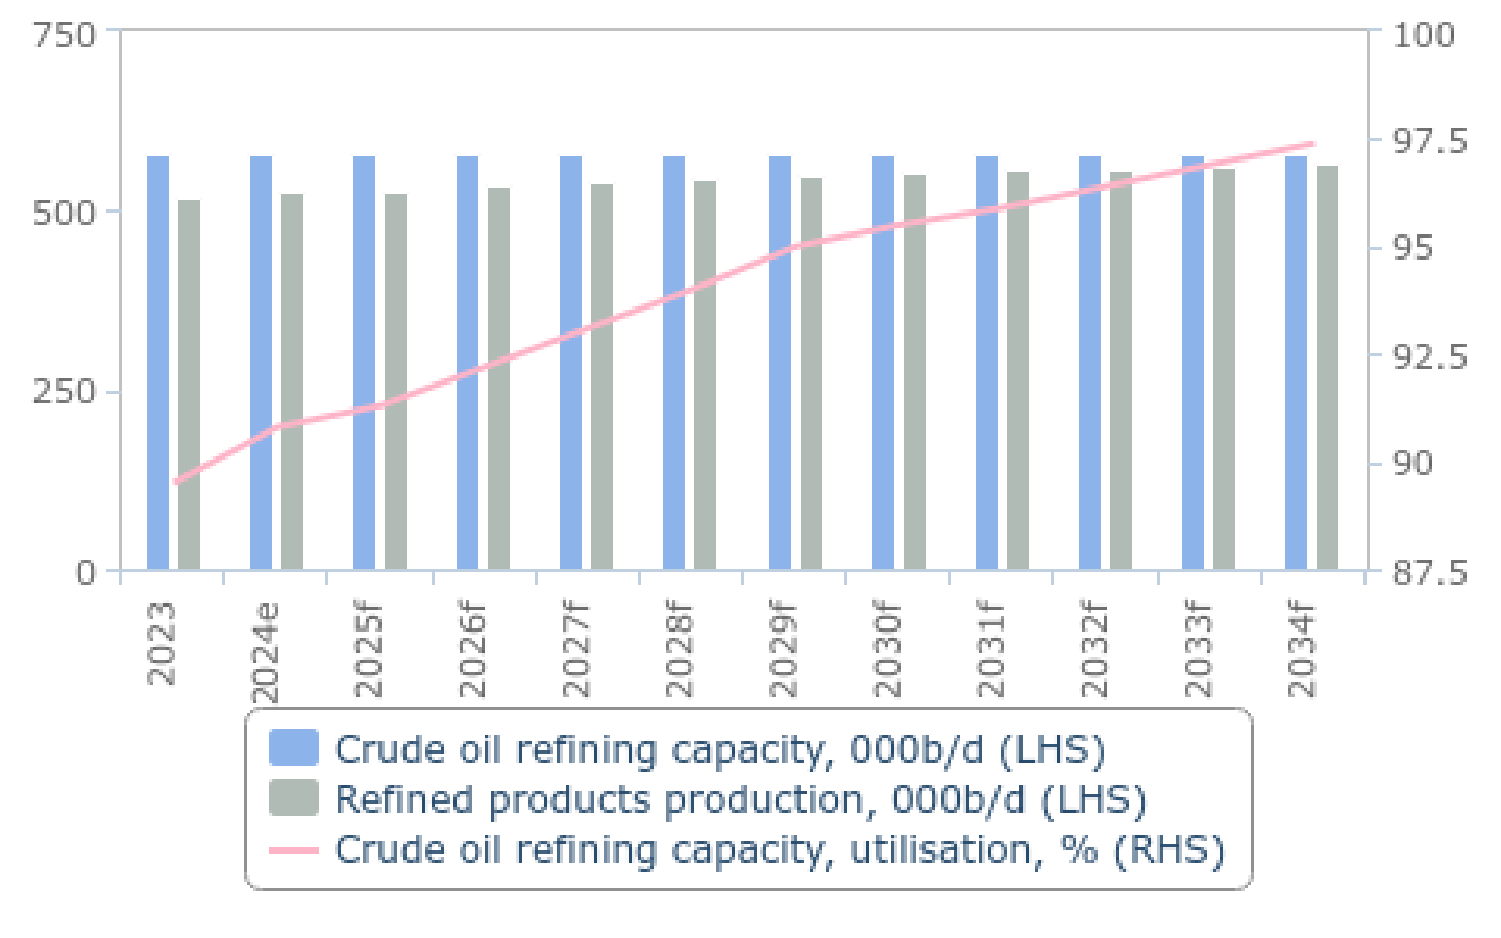 750
500
250
0
100
97.5
95
92.5
90
87.5
2023
2024e
2025f
2026f
2027f
2028f
2029f
2030f
2031f
2032f
2033f
2034f
Crude oil refining capacity, 000b/d (LHS)
Refined products production, 000b/d (LHS)
Crude oil refining capacity, utilisation, % (RHS)